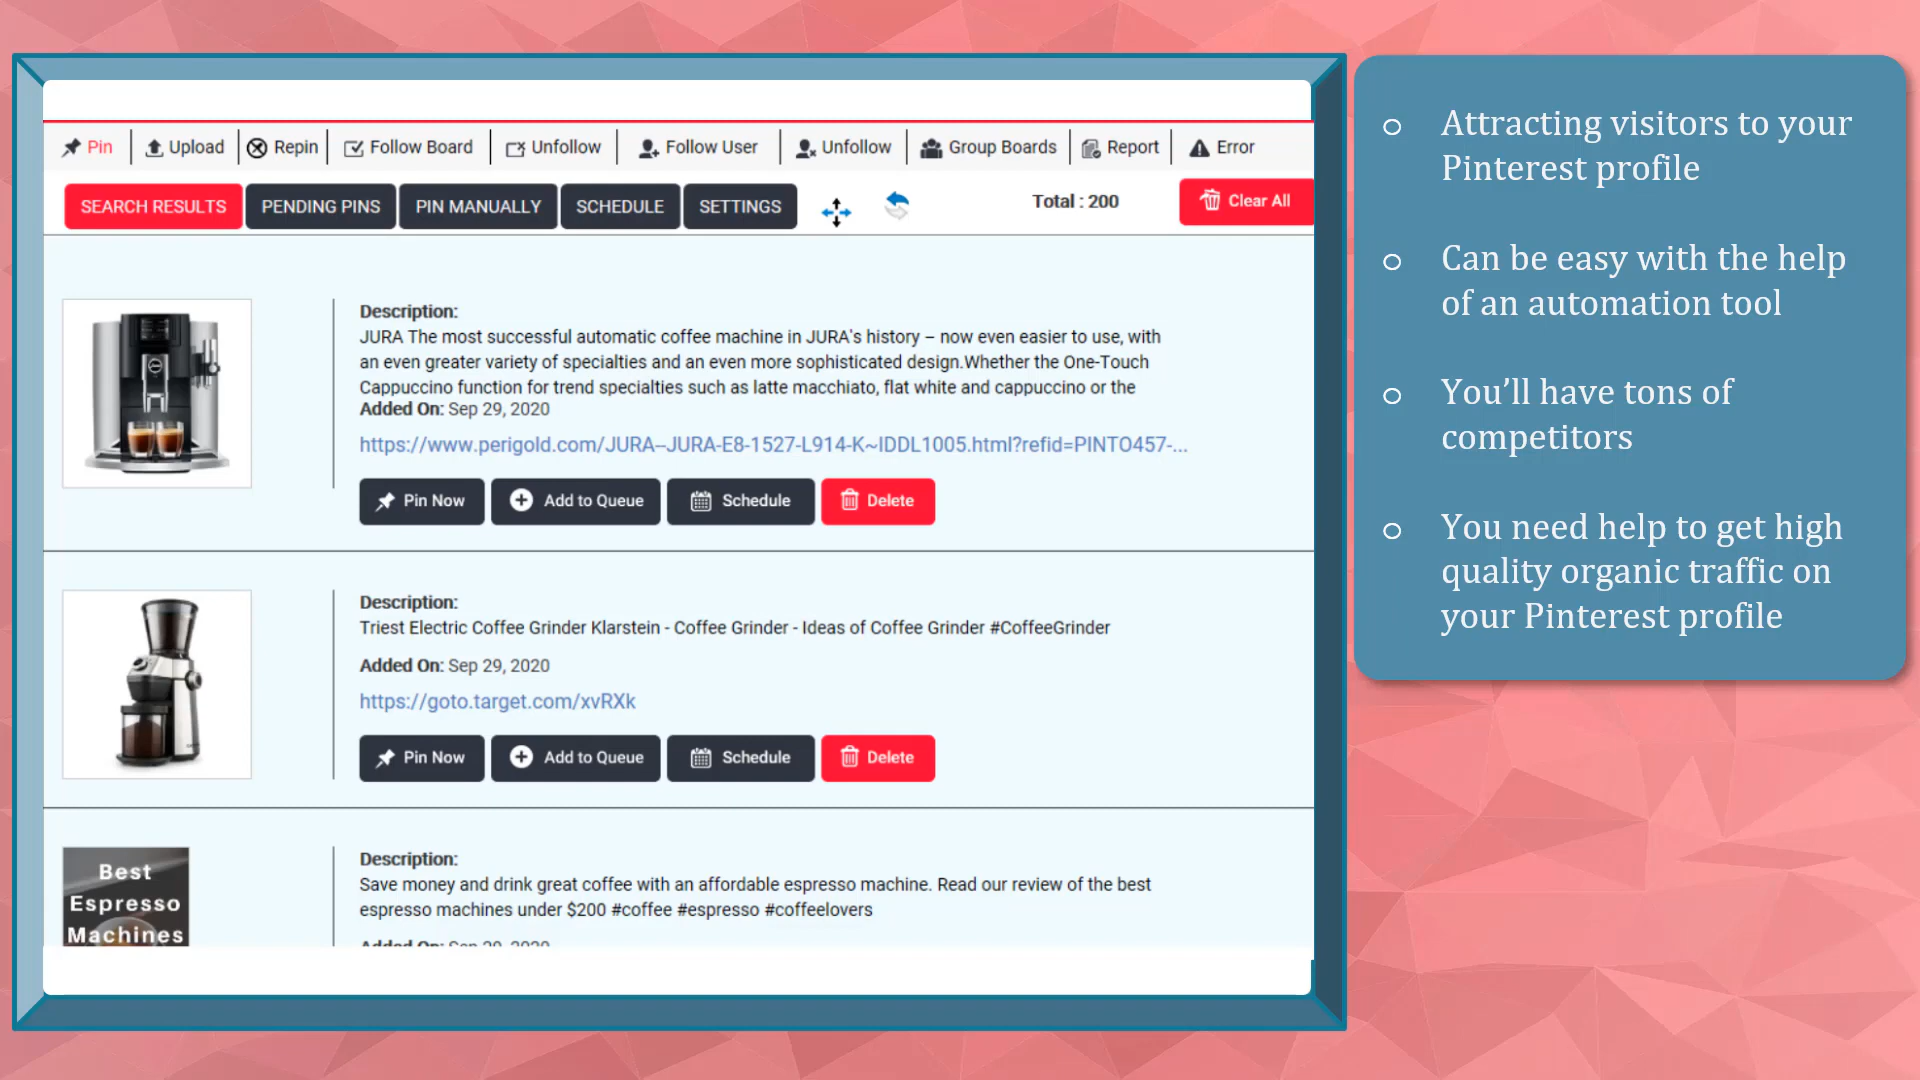 Pin Upload Repin Follow Board Unfollow Follow User Unfollow Group Boards Report Error
SEARCH RESULTS PENDING PINS PIN MANUALLY SCHEDULE SETTINGS Total : 200 Clear All
Description:
JURA The most successful automatic coffee machine in JURA's history – now even easier to use, with
an even greater variety of specialties and an even more sophisticated design.Whether the One-Touch
Cappuccino function for trend specialties such as latte macchiato, flat white and cappuccino or the
Added On: Sep 29, 2020
https://www.perigold.com/JURA--JURA-E8-1527-L914-K~IDDL1005.html?refid=PINTO457-...
Pin Now Add to Queue Schedule Delete
Description:
Triest Electric Coffee Grinder Klarstein - Coffee Grinder - Ideas of Coffee Grinder #CoffeeGrinder
Added On: Sep 29, 2020
https://goto.target.com/xvRXk
Pin Now Add to Queue Schedule Delete
Best
Espresso
Machines
Description:
Save money and drink great coffee with an affordable espresso machine. Read our review of the best
espresso machines under $200 #coffee #espresso #coffeelovers
Added On: Sep 29, 2020
Attracting visitors to your
Pinterest profile
Can be easy with the help
of an automation tool
You’ll have tons of
competitors
You need help to get high
quality organic traffic on
your Pinterest profile